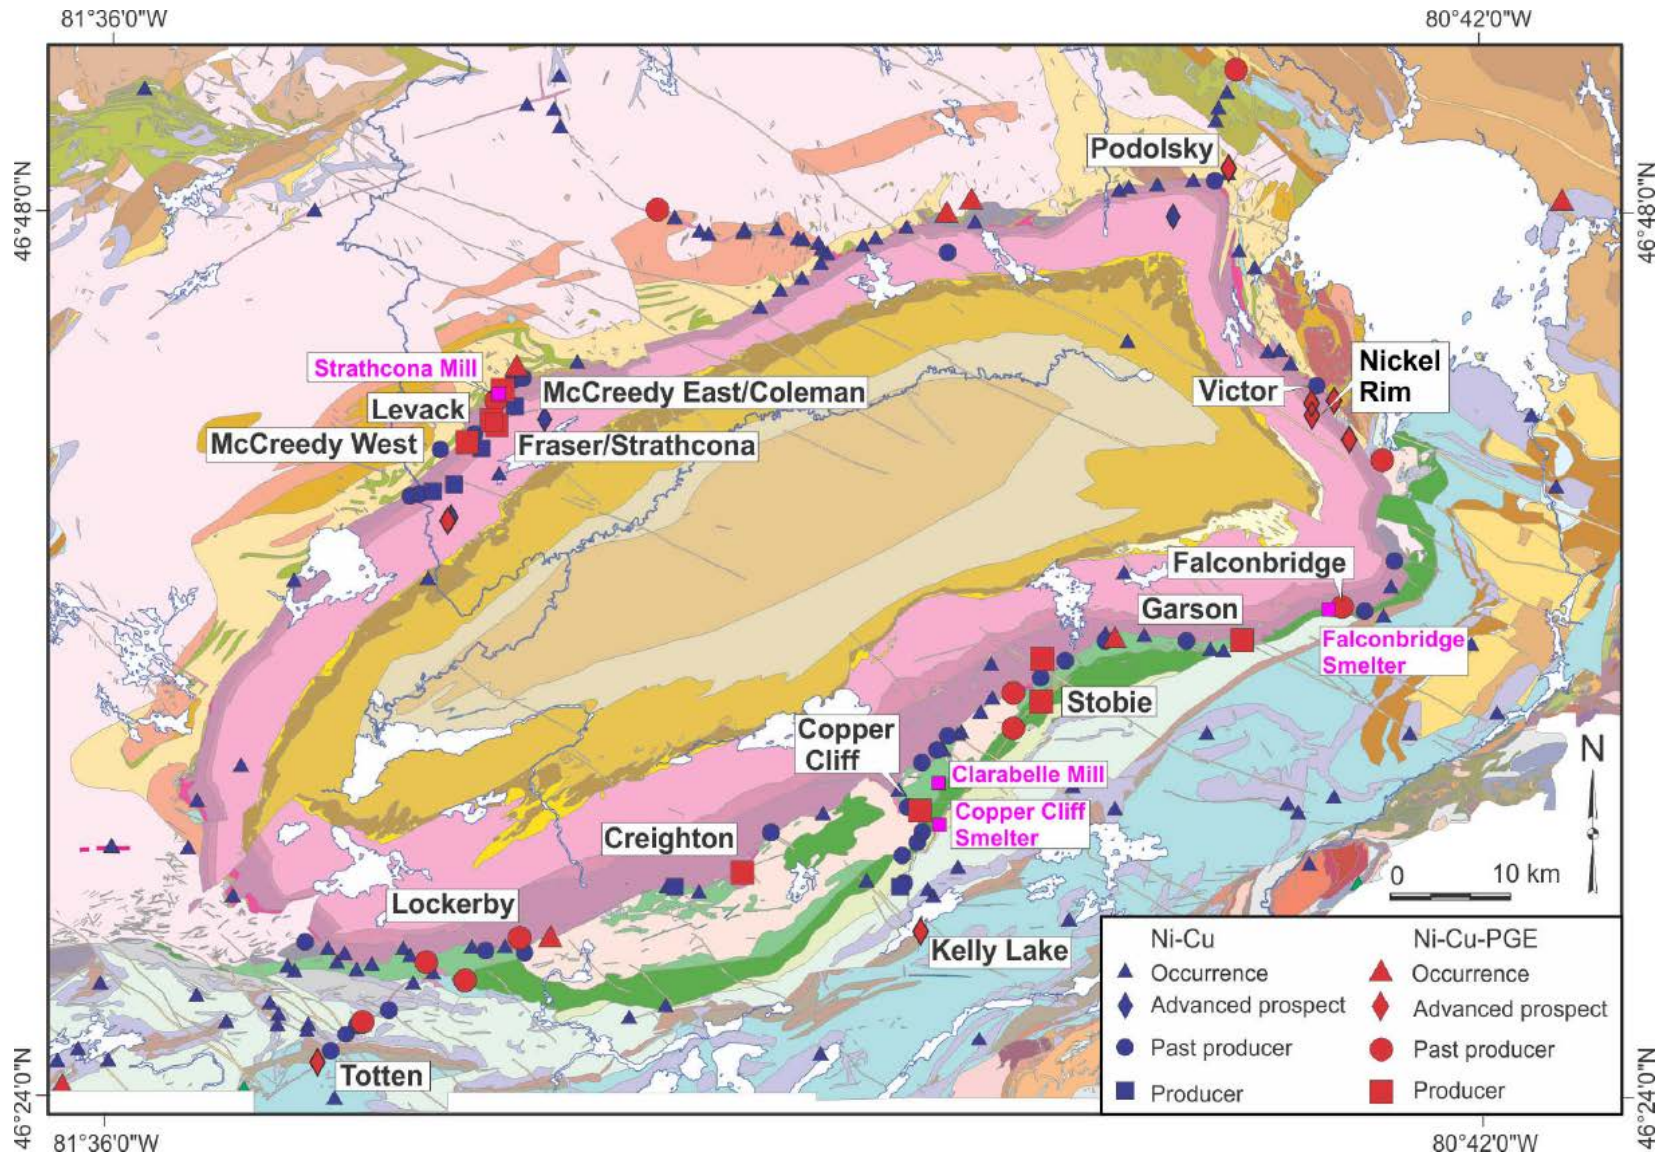 81°36'0"W
80°42'0"W
46°48'0"N
46°48'0"N
Podolsky
Strathcona Mill
McCreedy East/Coleman
Levack
McCreedy West
Fraser/Strathcona
Victor
Nickel
Rim
Falconbridge
Garson
Falconbridge
Smelter
Stobie
Copper
Cliff
Clarabelle Mill
Copper Cliff
Smelter
Creighton
Lockerby
Kelly Lake
Totten
N
0
10 km
Ni-Cu
Ni-Cu-PGE
Occurrence
Occurrence
Advanced prospect
Advanced prospect
Past producer
Past producer
Producer
Producer
46°24'0"N
46°24'0"N
81°36'0"W
80°42'0"W